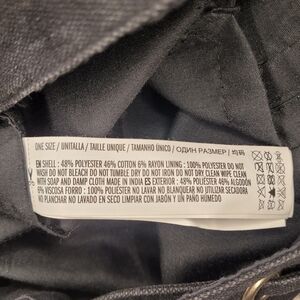 ONE SIZE / UNITALLA / TAILLE UNIQUE / TAMANHO ÚNICO / ОДИН РАЗМЕР / 均码
EN SHELL : 48% POLYESTER 46% COTTON 6% RAYON LINING : 100% POLYESTER DO NOT
WASH DO NOT BLEACH DO NOT TUMBLE DRY DO NOT IRON DO NOT DRY CLEAN WIPE CLEAN
WITH SOAP AND DAMP CLOTH MADE IN INDIA ES EXTERIOR : 48% POLIÉSTER 46% ALGODÓN
6% VISCOSA FORRO : 100% POLIÉSTER NO LAVAR NO BLANQUEAR NO UTILIZAR SECADORA
NO PLANCHAR NO LAVADO EN SECO LIMPIAR CON JABÓN Y UN PAÑO HÚMEDO